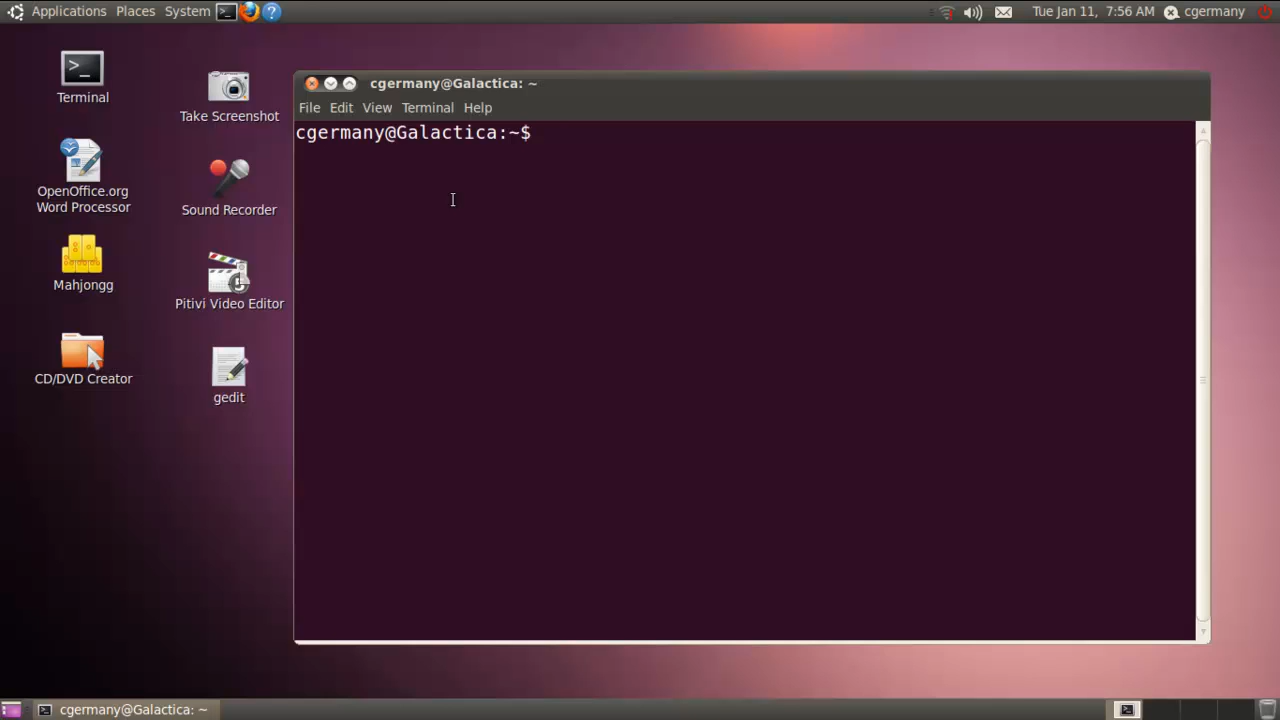 Applications Places System
Tue Jan 11, 7:56 AM cgermany
Terminal
Take Screenshot
OpenOffice.org
Word Processor
Sound Recorder
Mahjongg
Pitivi Video Editor
CD/DVD Creator
gedit
cgermany@Galactica: ~
File Edit View Terminal Help
cgermany@Galactica:~$
cgermany@Galactica: ~